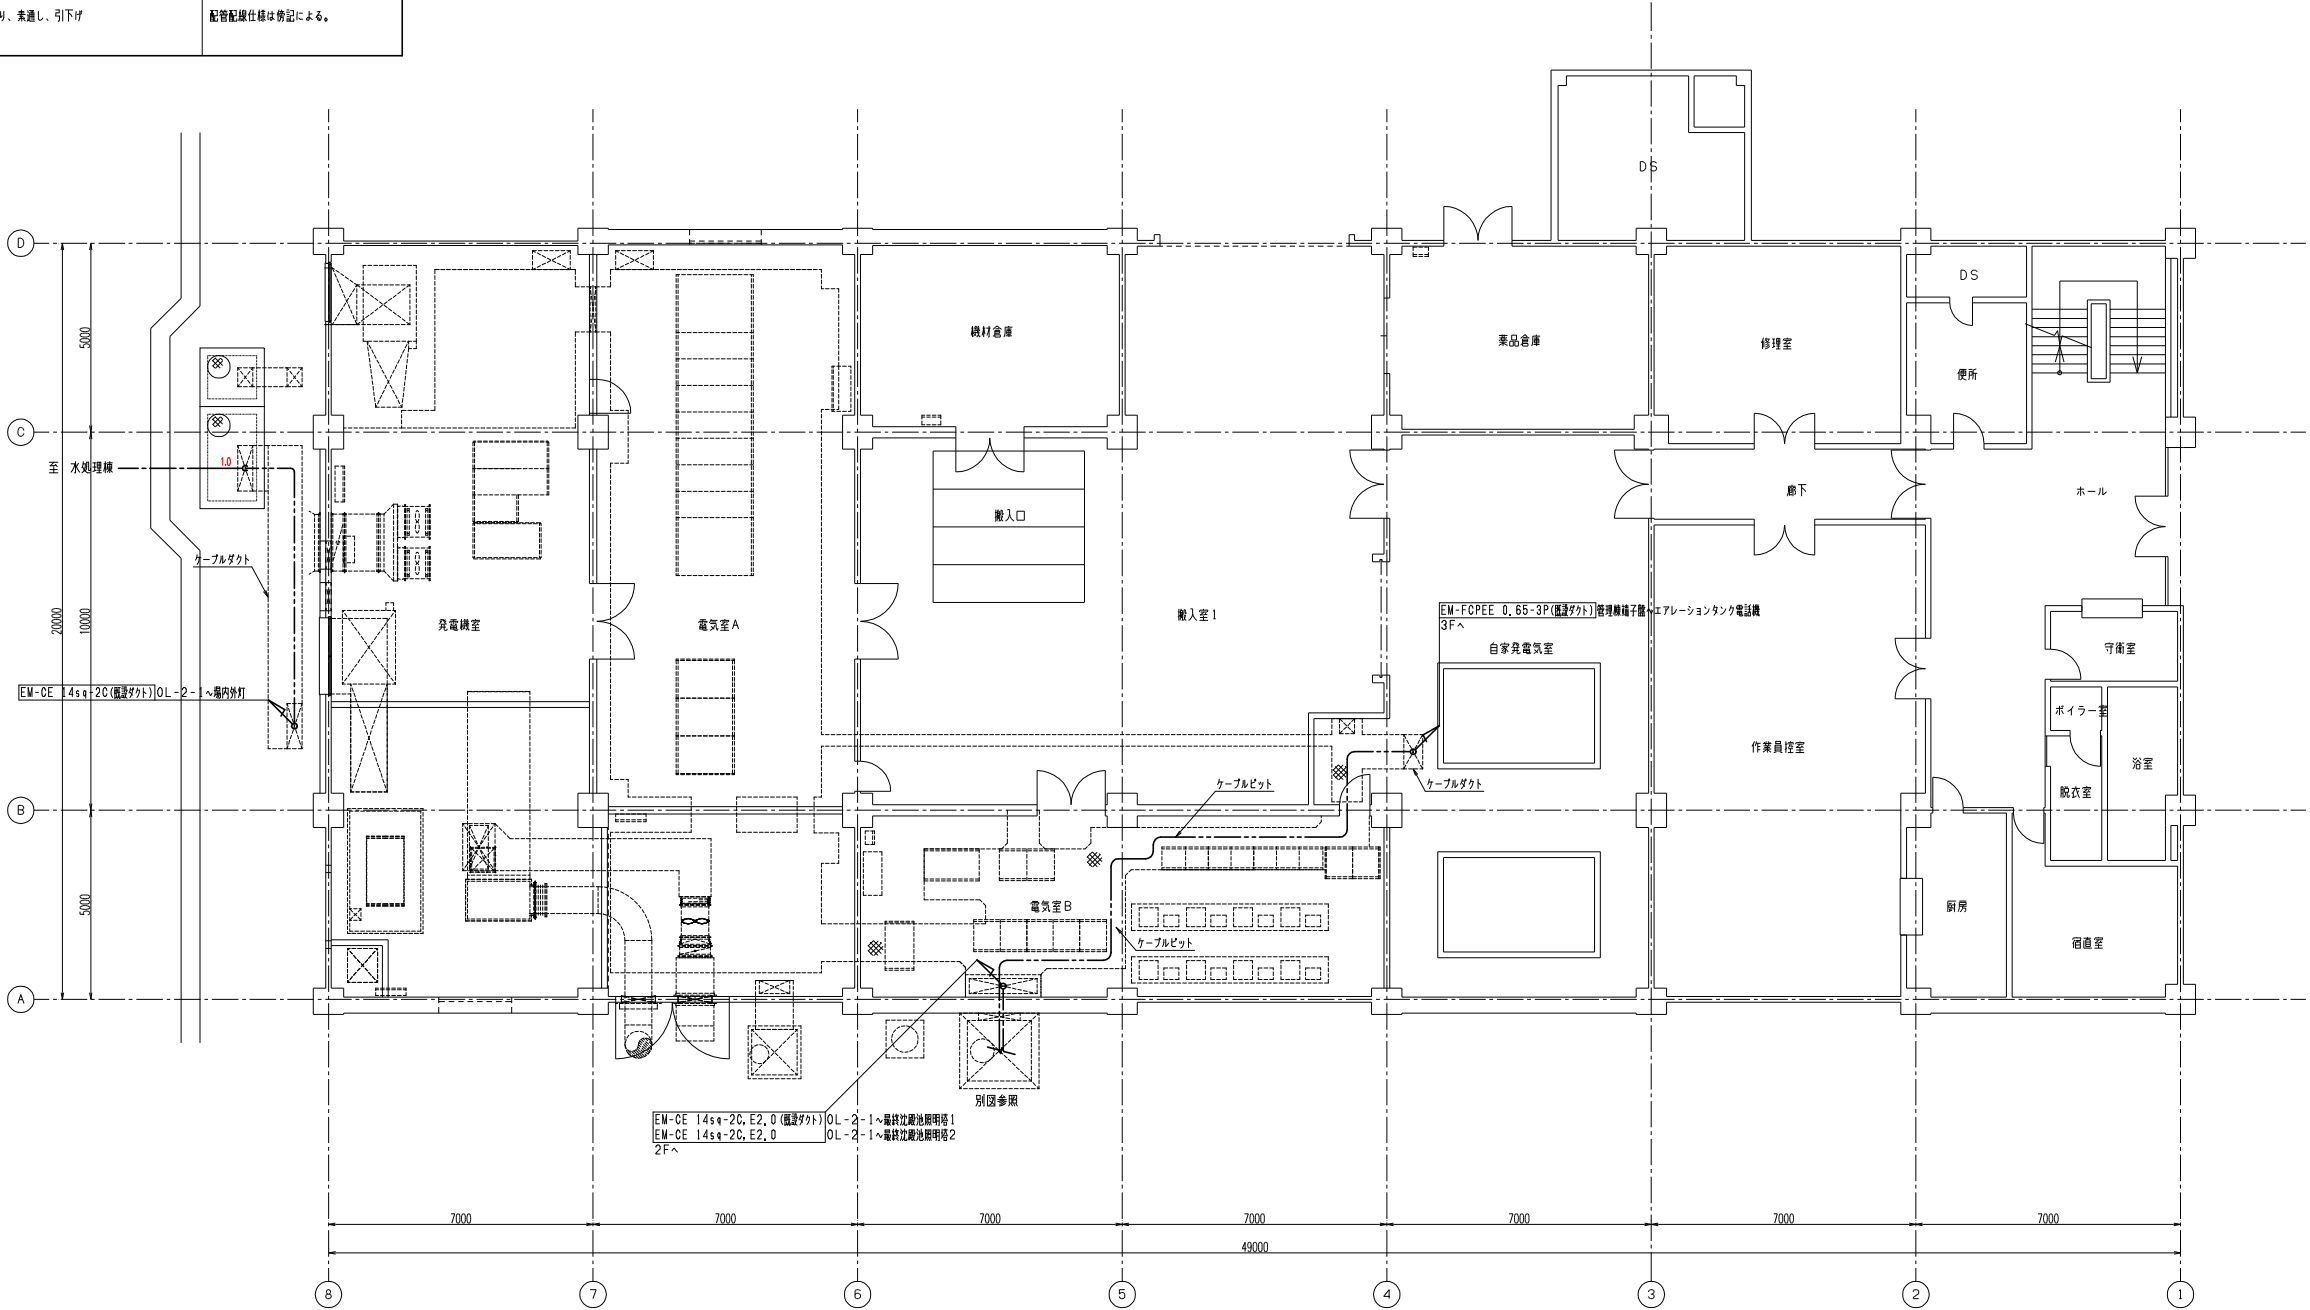 り、素通し、引下げ
配管配線仕様は傍記による。
DS
D
DS
5000
機材倉庫
薬品倉庫
修理室
便所
C
1.0
至 水処理棟
廊下
ホール
搬入口
ケーブルダクト
20000
10000
発電機室
電気室A
搬入室1
EM-FCPEE 0.65-3P(既設ダクト) 管理棟端子盤~エアレーションタンク電話機
3Fへ
自家発電気室
守衛室
EM-CE 14sq-2C(既設ダクト) OL-2-1~場内外灯
ボイラー室
作業員控室
浴室
ケーブルピット
ケーブルダクト
脱衣室
B
5000
電気室B
厨房
ケーブルピット
宿直室
A
別図参照
EM-CE 14sq-2C,E2.0(既設ダクト) OL-2-1~最終沈殿池照明塔1
EM-CE 14sq-2C,E2.0 OL-2-1~最終沈殿池照明塔2
2Fへ
7000 7000 7000 7000 7000 7000 7000
49000
8 7 6 5 4 3 2 1